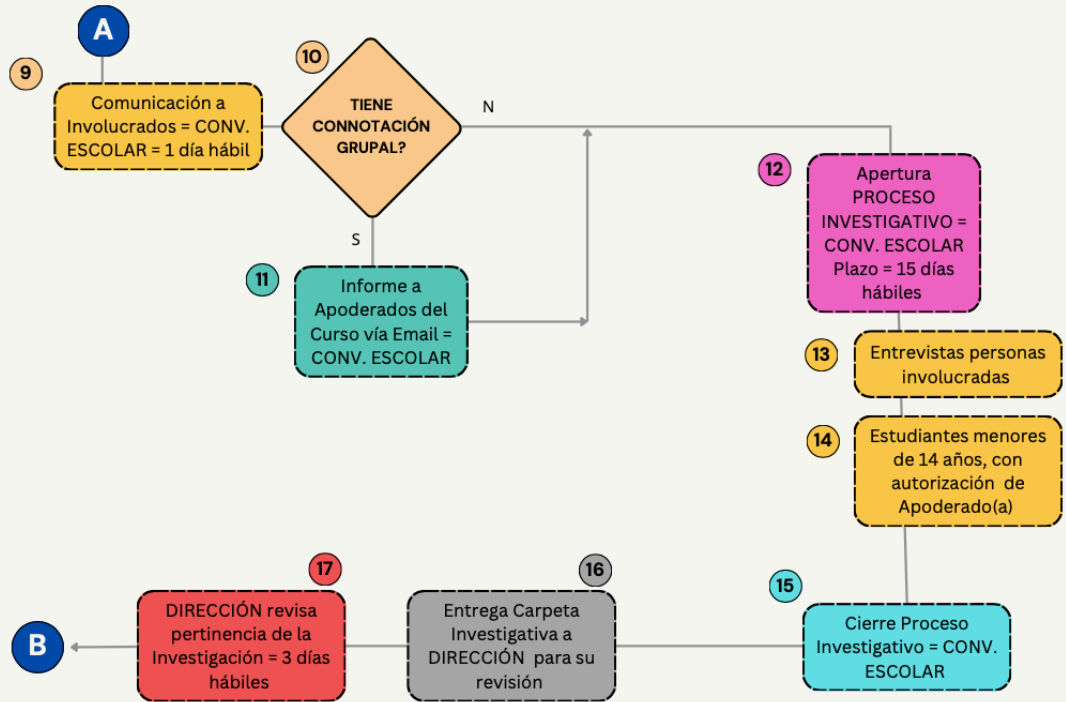 A
9
Comunicación a
Involucrados = CONV.
ESCOLAR = 1 día hábil
10
TIENE
CONNOTACIÓN
GRUPAL?
N
S
11
Informe a
Apoderados del
Curso vía Email =
CONV. ESCOLAR
12
Apertura
PROCESO
INVESTIGATIVO =
CONV. ESCOLAR
Plazo = 15 días
hábiles
13
Entrevistas personas
involucradas
14
Estudiantes menores
de 14 años, con
autorización de
Apoderado(a)
15
Cierre Proceso
Investigativo = CONV.
ESCOLAR
16
Entrega Carpeta
Investigativa a
DIRECCIÓN para su
revisión
17
DIRECCIÓN revisa
pertinencia de la
Investigación = 3 días
hábiles
B